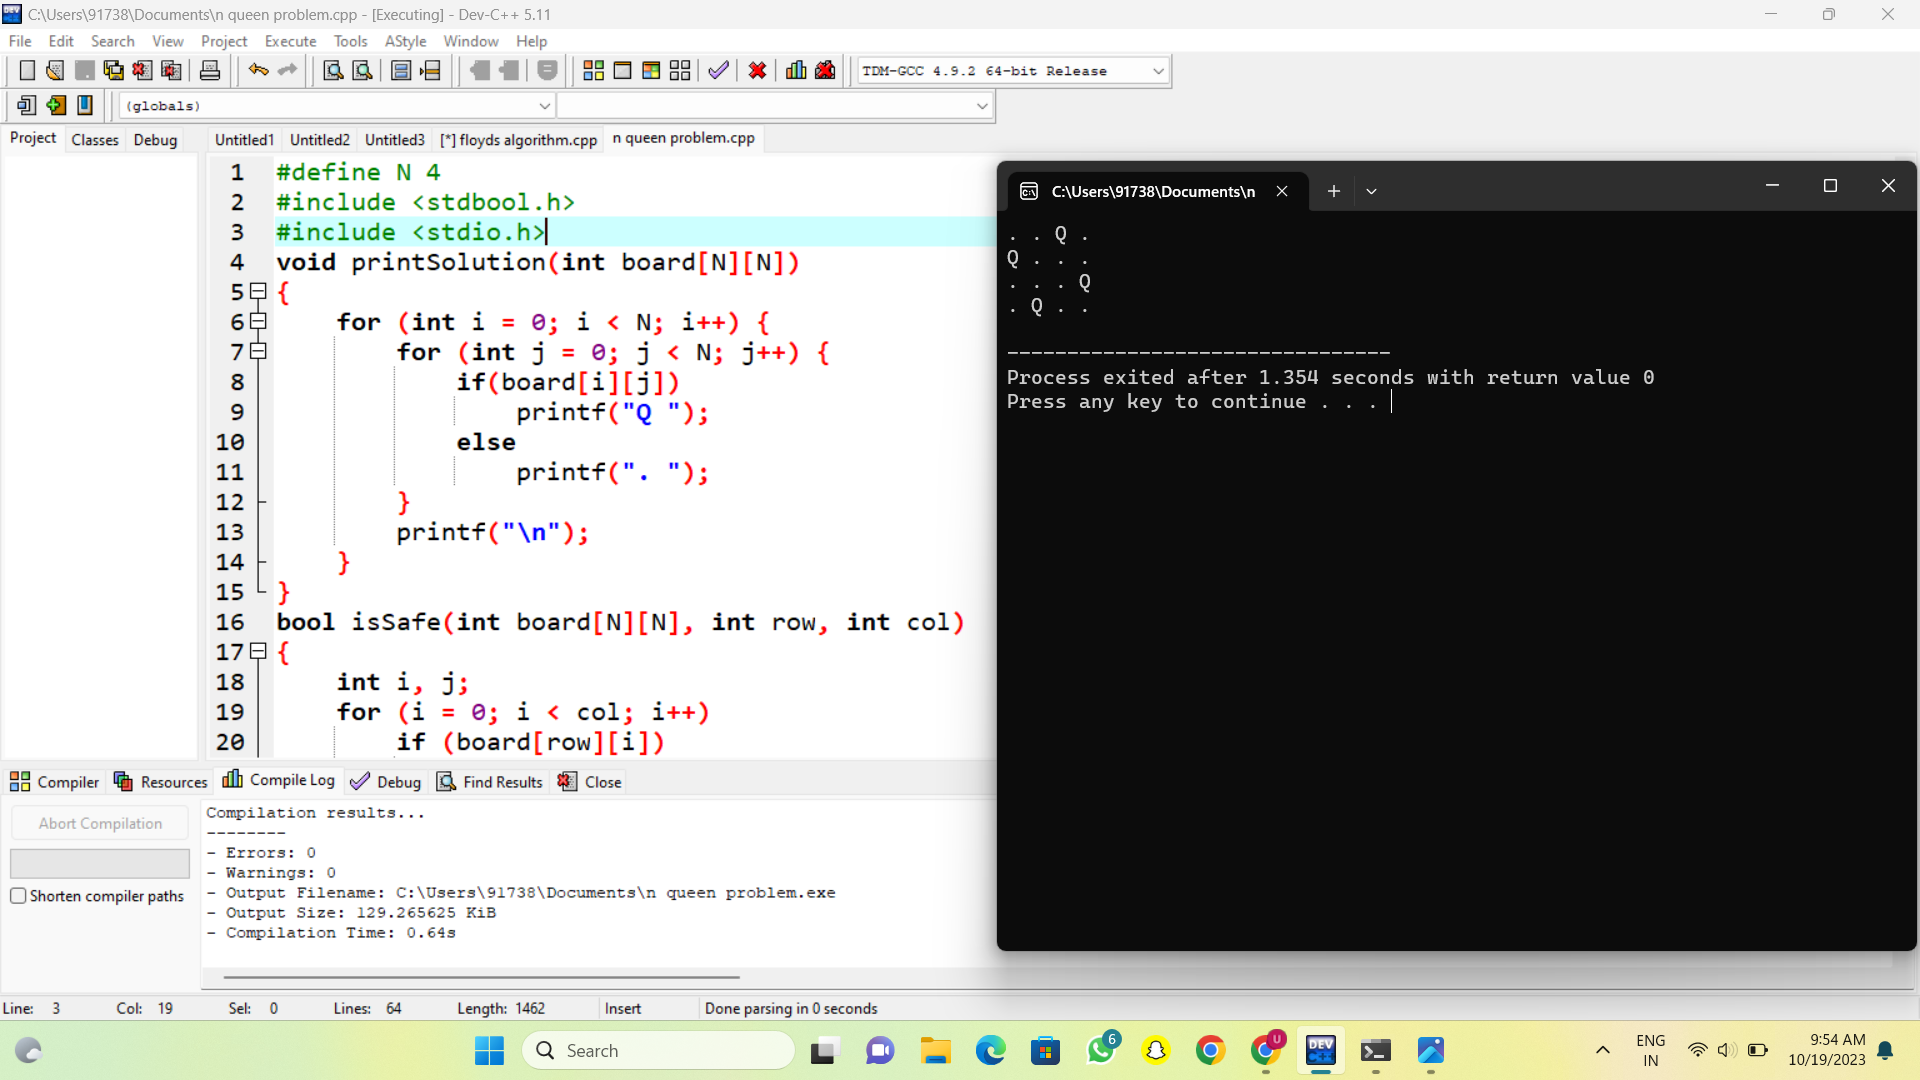 C:\Users\91738\Documents\n queen problem.cpp - [Executing] - Dev-C++ 5.11
File Edit Search View Project Execute Tools AStyle Window Help
TDM-GCC 4.9.2 64-bit Release
(globals)
Project Classes Debug
Untitled1 Untitled2 Untitled3 [*] floyds algorithm.cpp n queen problem.cpp
1 #define N 4
2 #include <stdbool.h>
3 #include <stdio.h>
4 void printSolution(int board[N][N])
5 {
6 for (int i = 0; i < N; i++) {
7 for (int j = 0; j < N; j++) {
8 if(board[i][j])
9 printf("Q ");
10 else
11 printf(". ");
12 }
13 printf("\n");
14 }
15 }
16 bool isSafe(int board[N][N], int row, int col)
17 {
18 int i, j;
19 for (i = 0; i < col; i++)
20 if (board[row][i])
C:\Users\91738\Documents\n
. . Q .
Q . . .
. . . Q
. Q . .
--------------------------------
Process exited after 1.354 seconds with return value 0
Press any key to continue . . .
Compiler Resources Compile Log Debug Find Results Close
Abort Compilation
Shorten compiler paths
Compilation results...
--------
- Errors: 0
- Warnings: 0
- Output Filename: C:\Users\91738\Documents\n queen problem.exe
- Output Size: 129.265625 KiB
- Compilation Time: 0.64s
Line: 3 Col: 19 Sel: 0 Lines: 64 Length: 1462 Insert Done parsing in 0 seconds
Search
6
U
DEV
ENG
IN
9:54 AM
10/19/2023